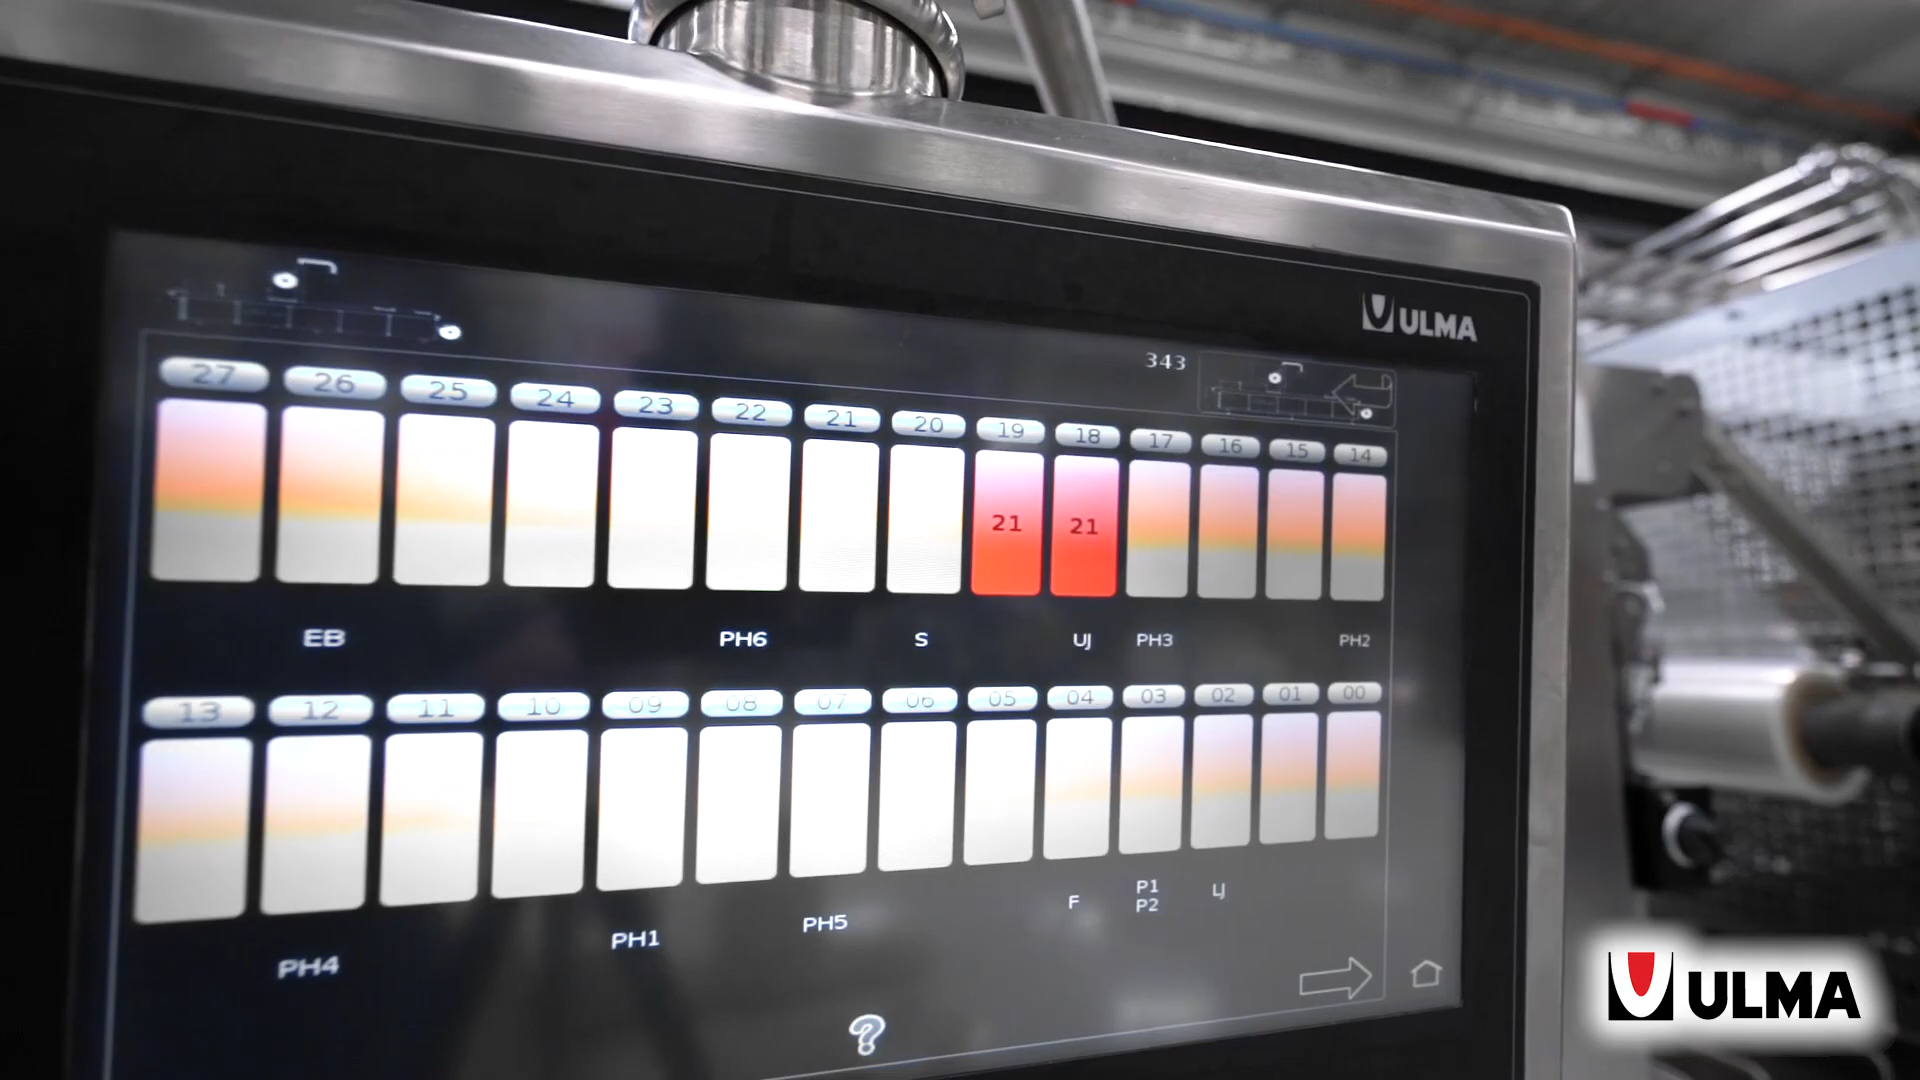 ULMA
343
27 26 25 24 23 22 21 20 19 18 17 16 15 14
21 21
EB PH6 S UJ PH3 PH2
13 12 11 10 09 08 07 06 05 04 03 02 01 00
F P1 LJ
P2
PH4 PH1 PH5
?
ULMA